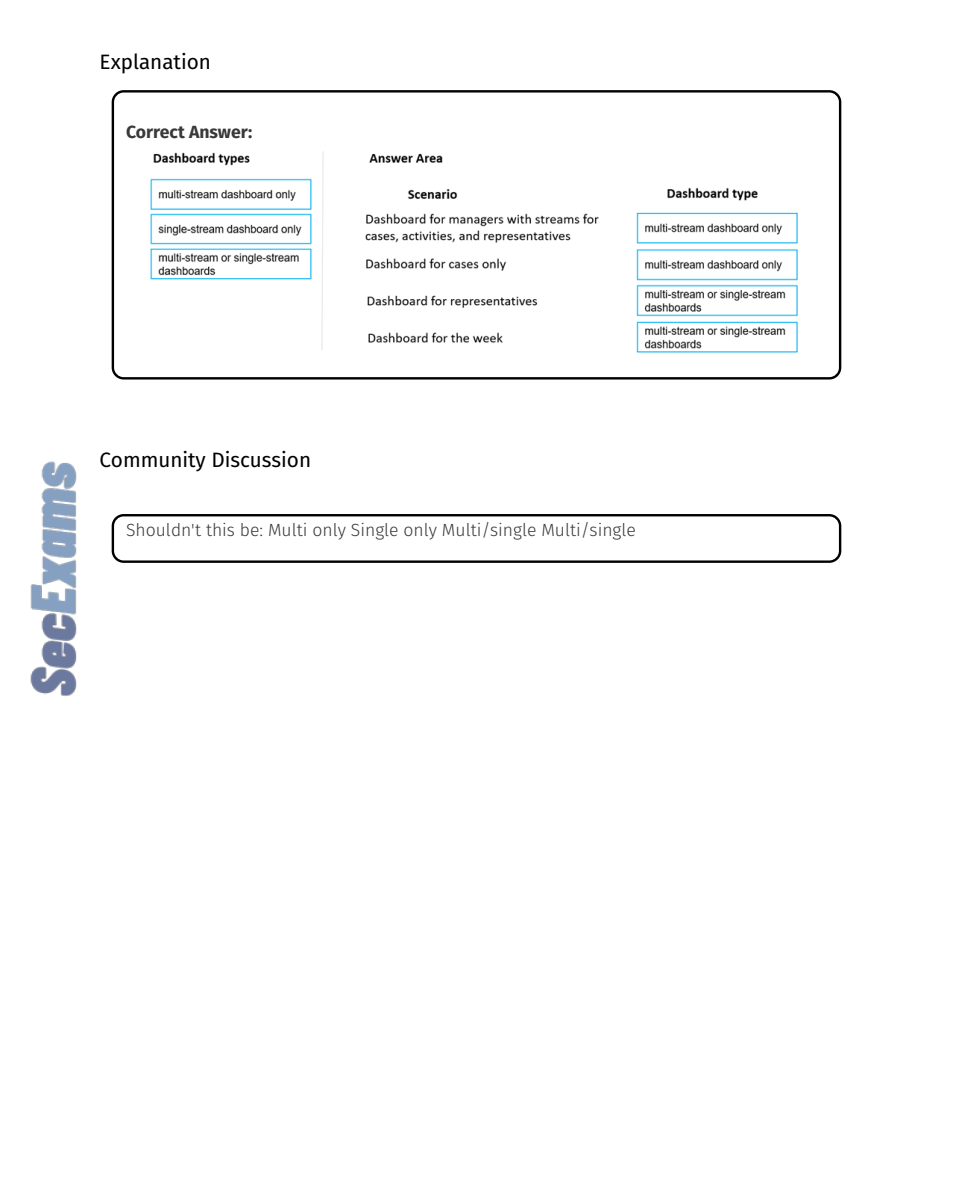 Explanation
Correct Answer:
Dashboard types
Answer Area
multi-stream dashboard only
single-stream dashboard only
multi-stream or single-stream
dashboards
Scenario
Dashboard type
Dashboard for managers with streams for
cases, activities, and representatives
multi-stream dashboard only
Dashboard for cases only
multi-stream dashboard only
Dashboard for representatives
multi-stream or single-stream
dashboards
Dashboard for the week
multi-stream or single-stream
dashboards
Community Discussion
Shouldn't this be: Multi only Single only Multi/single Multi/single
SecExams